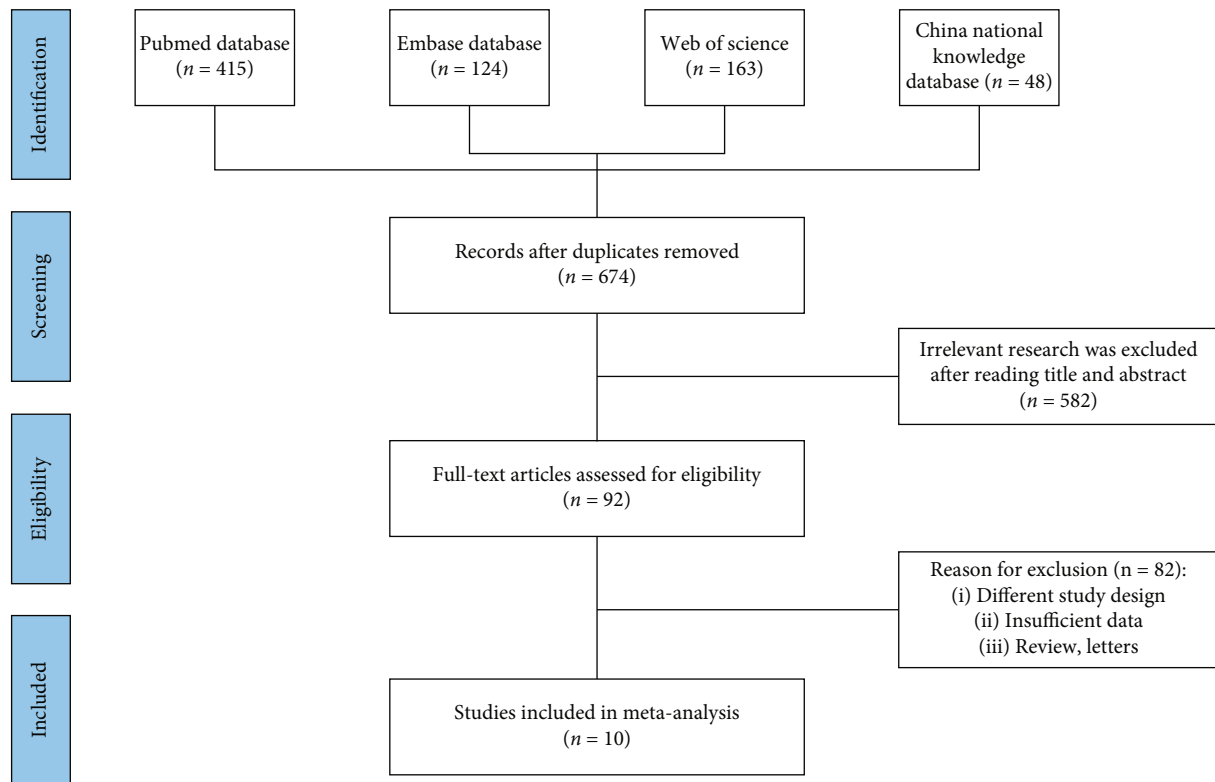 Identification
Pubmed database
(n = 415)
Embase database
(n = 124)
Web of science
(n = 163)
China national
knowledge
database (n = 48)
Screening
Records after duplicates removed
(n = 674)
Irrelevant research was excluded
after reading title and abstract
(n = 582)
Eligibility
Full-text articles assessed for eligibility
(n = 92)
Reason for exclusion (n = 82):
(i) Different study design
(ii) Insufficient data
(iii) Review, letters
Included
Studies included in meta-analysis
(n = 10)